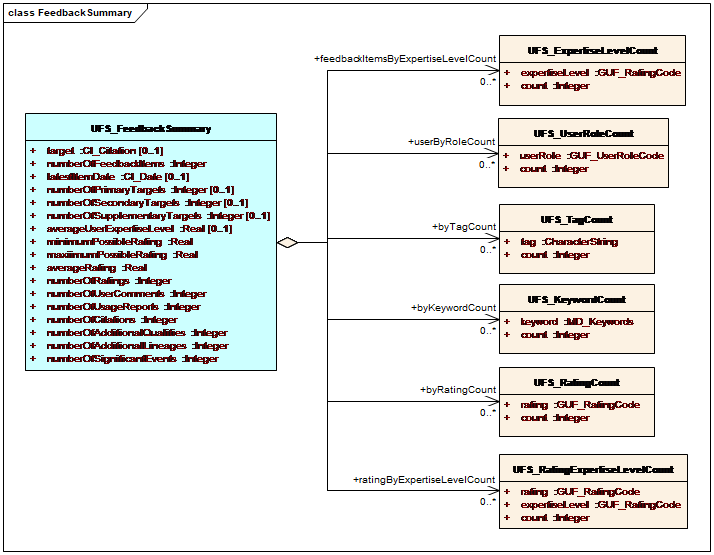 class FeedbackSummary
UFS_FeedbackSummary
+ target :CI_Citation [0..1]
+ numberOfFeedbackItems :Integer
+ latestItemDate :CI_Date [0..1]
+ numberOfPrimaryTargets :Integer [0..1]
+ numberOfSecondaryTargets :Integer [0..1]
+ numberOfSupplementaryTargets :Integer [0..1]
+ averageUserExpertiseLevel :Real [0..1]
+ minimumPossibleRating :Real
+ maximumPossibleRating :Real
+ averageRating :Real
+ numberOfRatings :Integer
+ numberOfUserComments :Integer
+ numberOfUsageReports :Integer
+ numberOfCitations :Integer
+ numberOfAdditionalQualities :Integer
+ numberOfAdditionalLineages :Integer
+ numberOfSignificantEvents :Integer
+feedbackItemsByExpertiseLevelCount
0..*
UFS_ExpertiseLevelCount
+ expertiseLevel :GUF_RatingCode
+ count :Integer
+userByRoleCount
0..*
UFS_UserRoleCount
+ userRole :GUF_UserRoleCode
+ count :Integer
+byTagCount
0..*
UFS_TagCount
+ tag :CharacterString
+ count :Integer
+byKeywordCount
0..*
UFS_KeywordCount
+ keyword :MD_Keywords
+ count :Integer
+byRatingCount
0..*
UFS_RatingCount
+ rating :GUF_RatingCode
+ count :Integer
+ratingByExpertiseLevelCount
0..*
UFS_RatingExpertiseLevelCount
+ rating :GUF_RatingCode
+ expertiseLevel :GUF_RatingCode
+ count :Integer